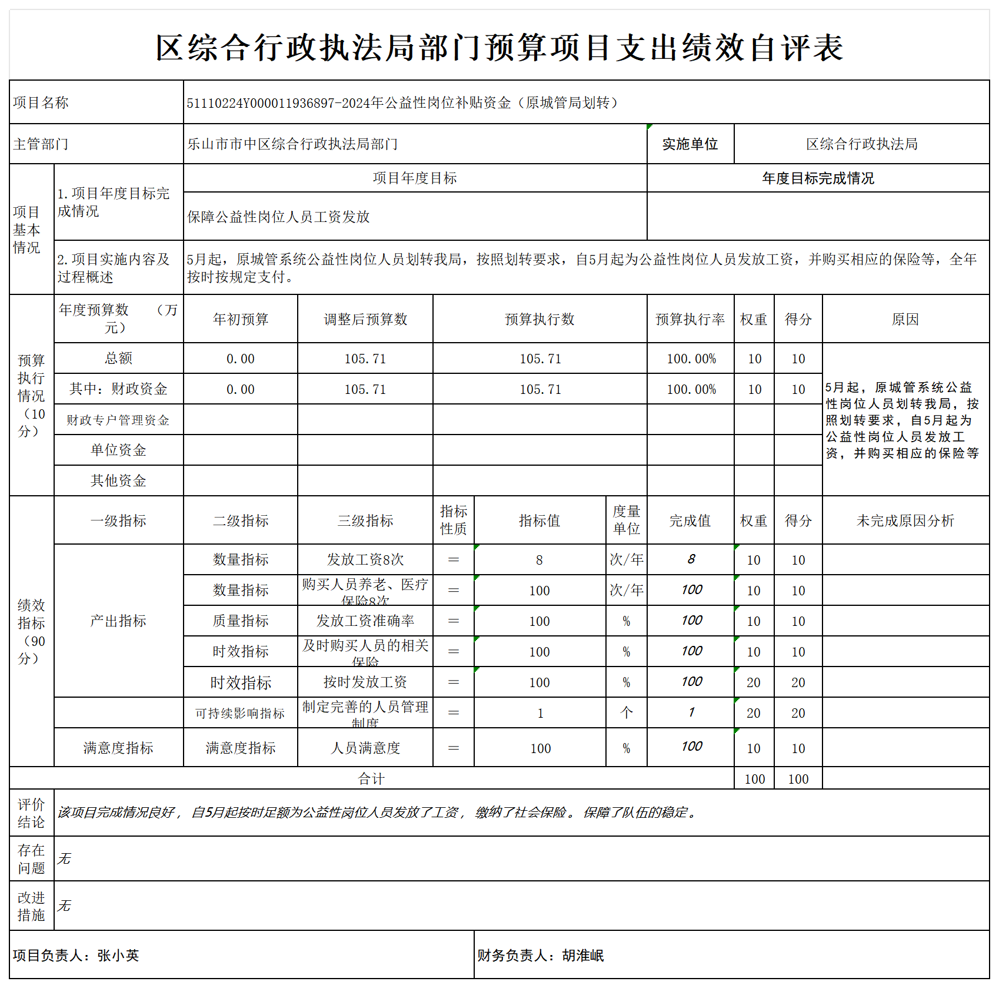 区综合行政执法局部门预算项目支出绩效自评表
项目名称
51110224Y000011936897-2024年公益性岗位补贴资金（原城管局划转）
主管部门
乐山市市中区综合行政执法局部门
实施单位
区综合行政执法局
项目
基本
情况
1.项目年度目标完
成情况
项目年度目标
年度目标完成情况
保障公益性岗位人员工资发放
2.项目实施内容及
过程概述
5月起，原城管系统公益性岗位人员划转我局，按照划转要求，自5月起为公益性岗位人员发放工资，并购买相应的保险等，全年
按时按规定支付。
预算
执行
情况
（10
分）
年度预算数　　（万
元）
年初预算
调整后预算数
预算执行数
预算执行率
权重
得分
原因
总额
0.00
105.71
105.71
100.00%
10
10
5月起，原城管系统公益
性岗位人员划转我局，按
照划转要求，自5月起为
公益性岗位人员发放工
资，并购买相应的保险等
其中：财政资金
0.00
105.71
105.71
100.00%
10
10
财政专户管理资金
单位资金
其他资金
绩效
指标
（90
分）
一级指标
二级指标
三级指标
指标
性质
指标值
度量
单位
完成值
权重
得分
未完成原因分析
产出指标
数量指标
发放工资8次
＝
8
次/年
8
10
10
数量指标
购买人员养老、医疗
保险8次
＝
100
次/年
100
10
10
质量指标
发放工资准确率
＝
100
%
100
10
10
时效指标
及时购买人员的相关
保险
＝
100
%
100
10
10
时效指标
按时发放工资
＝
100
%
100
20
20
可持续影响指标
制定完善的人员管理
制度
＝
1
个
1
20
20
满意度指标
满意度指标
人员满意度
＝
100
%
100
10
10
合计
100
100
评价
结论
该项目完成情况良好，自5月起按时足额为公益性岗位人员发放了工资，缴纳了社会保险。保障了队伍的稳定。
存在
问题
无
改进
措施
无
项目负责人：张小英
财务负责人：胡淮岷